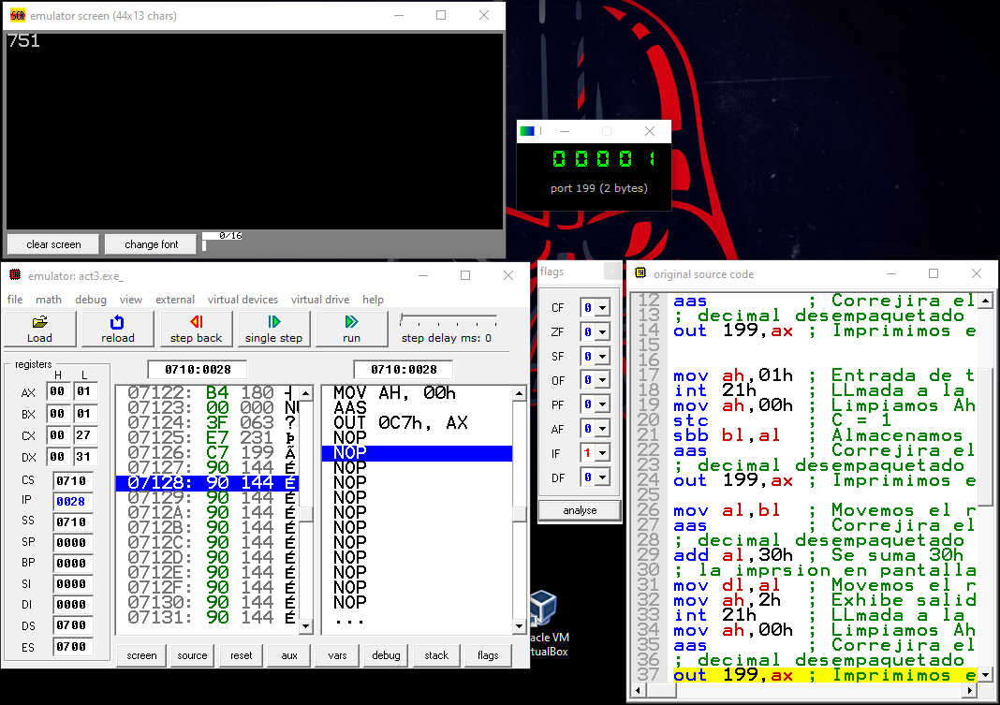 emulator screen (44x13 chars)
751
clear screen
change font
0/16
00001
port 199 (2 bytes)
emulator: act3.exe_
file math debug view external virtual devices virtual drive help
Load
reload
step back
single step
run
step delay ms: 0
registers
H L
AX 00 01
BX 00 01
CX 00 27
DX 00 31
CS 0710
IP 0028
SS 0710
SP 0000
BP 0000
SI 0000
DI 0000
DS 0700
ES 0700
0710:0028
0710:0028
07122: B4 180 ┤
07123: 00 000 NU
07124: 3F 063 ?
07125: E7 231 Þ
07126: C7 199 Ã
07127: 90 144 É
07128: 90 144 É
07129: 90 144 É
0712A: 90 144 É
0712B: 90 144 É
0712C: 90 144 É
0712D: 90 144 É
0712E: 90 144 É
0712F: 90 144 É
07130: 90 144 É
07131: 90 144 É
MOV AH, 00h
AAS
OUT 0C7h, AX
NOP
NOP
NOP
NOP
NOP
NOP
NOP
NOP
NOP
NOP
NOP
NOP
...
screen source reset aux vars debug stack flags
flags
CF 0
ZF 0
SF 0
OF 0
PF 0
AF 0
IF 1
DF 0
analyse
original source code
12 aas ; Correjira el
13 ; decimal desempaquetado
14 out 199,ax ; Imprimimos e
15
16
17 mov ah,01h ; Entrada de t
18 int 21h ; LLmada a la
19 mov ah,00h ; Limpiamos Ah
20 stc ; C = 1
21 sbb bl,al ; Almacenamos
22 aas ; Correjira el
23 ; decimal desempaquetado
24 out 199,ax ; Imprimimos e
25
26 mov al,bl ; Movemos el r
27 aas ; Correjira el
28 ; decimal desempaquetado
29 add al,30h ; Se suma 30h
30 ; la imprsion en pantalla
31 mov dl,al ; Movemos el r
32 mov ah,2h ; Exhibe salid
33 int 21h ; LLmada a la
34 mov ah,00h ; Limpiamos Ah
35 aas ; Correjira el
36 ; decimal desempaquetado
37 out 199,ax ; Imprimimos e
acle VM
rtualBox